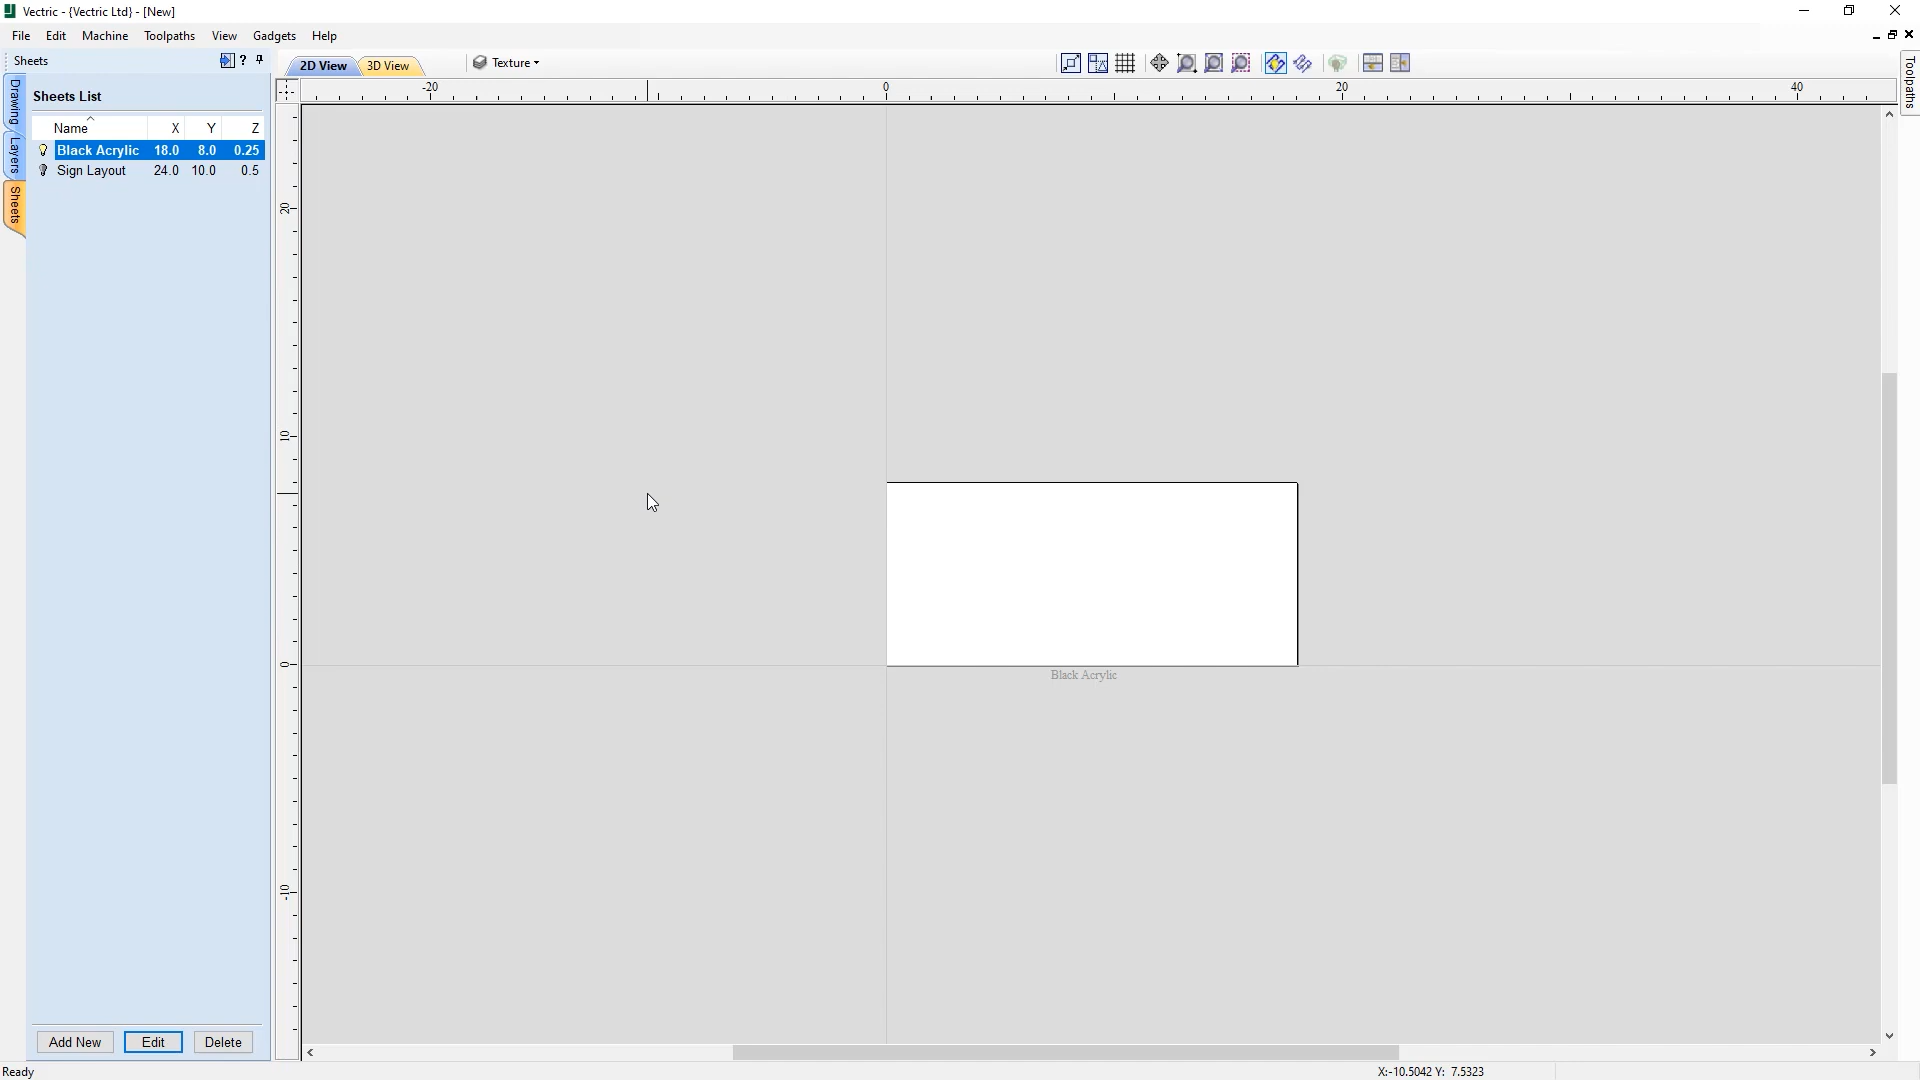 Vectric - {Vectric Ltd} - [New]
File Edit Machine Toolpaths View Gadgets Help
Sheets
2D View 3D View Texture
Toolpaths
Drawing
Layers
Sheets
Sheets List
Name X Y Z
Black Acrylic 18.0 8.0 0.25
Sign Layout 24.0 10.0 0.5
-20 0 20 40
20
10
0
-10
Black Acrylic
Add New Edit Delete
Ready
X:-10.5042 Y: 7.5323